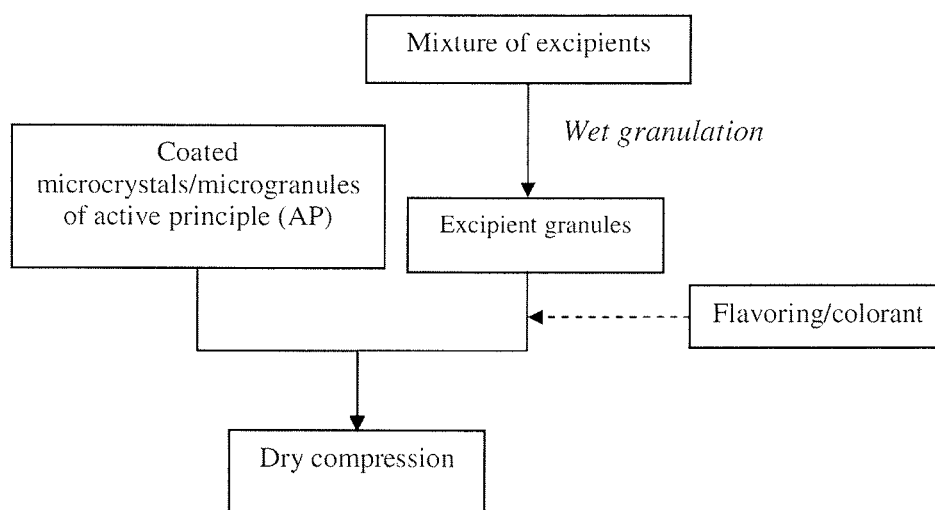 Mixture of excipients
Wet granulation
Coated
microcrystals/microgranules
of active principle (AP)
Excipient granules
Flavoring/colorant
Dry compression